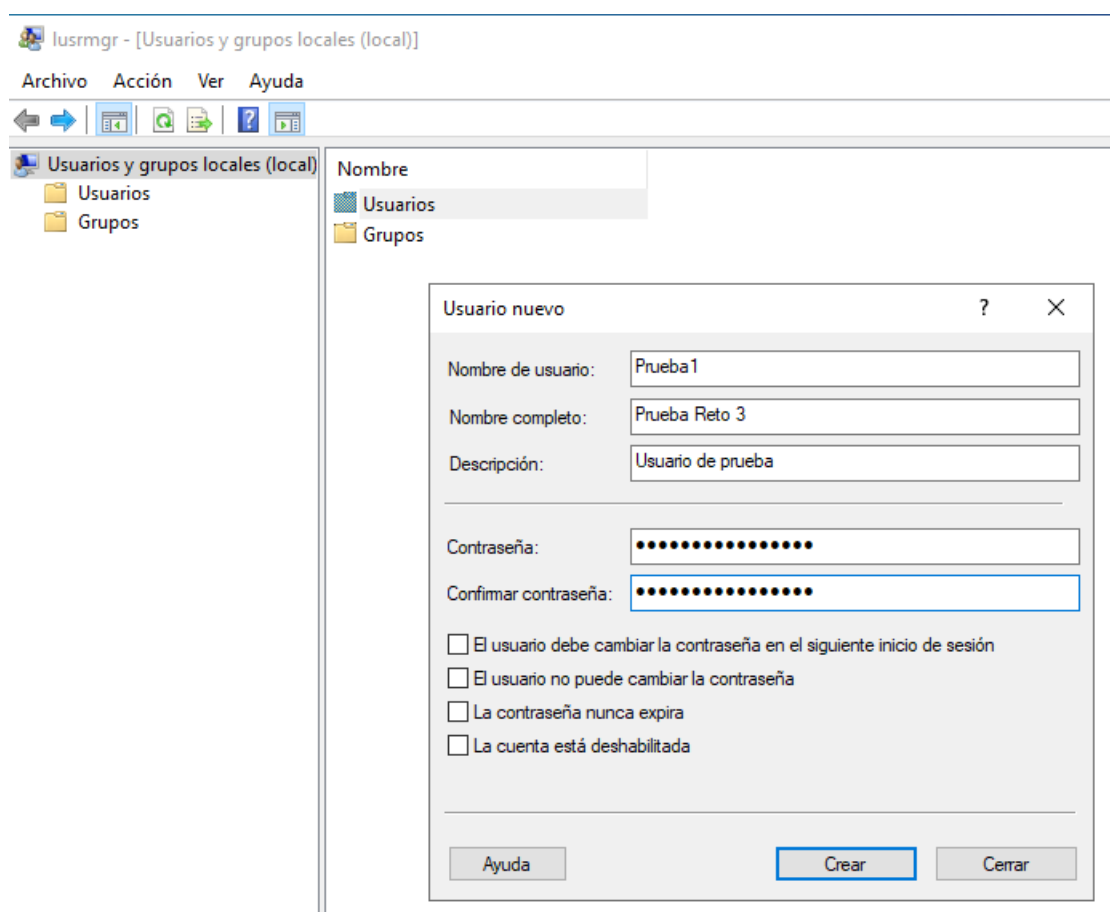 lusrmgr - [Usuarios y grupos locales (local)]
Archivo Acción Ver Ayuda
Usuarios y grupos locales (local)
Usuarios
Grupos
Nombre
Usuarios
Grupos
Usuario nuevo
Nombre de usuario: Prueba1
Nombre completo: Prueba Reto 3
Descripción: Usuario de prueba
Contraseña: ••••••••••••••••
Confirmar contraseña: ••••••••••••••••
El usuario debe cambiar la contraseña en el siguiente inicio de sesión
El usuario no puede cambiar la contraseña
La contraseña nunca expira
La cuenta está deshabilitada
Ayuda Crear Cerrar